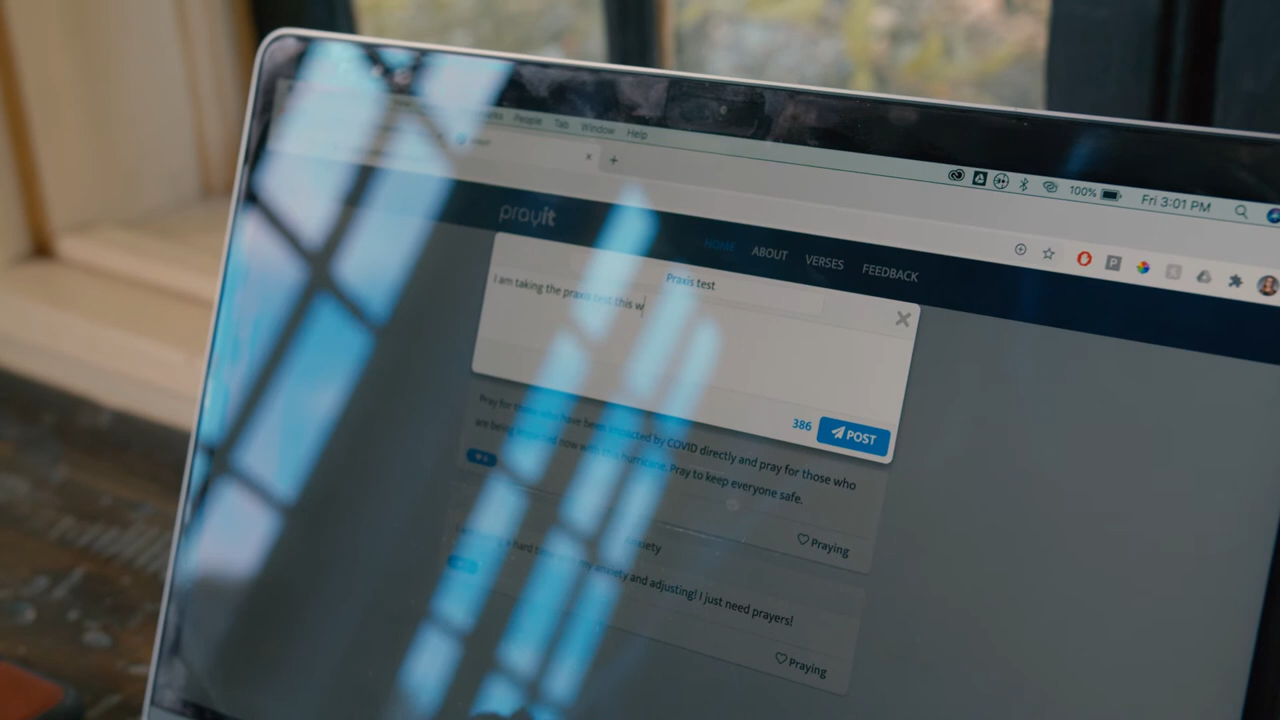 People Tab Window Help
100% Fri 3:01 PM
prayit
HOME ABOUT VERSES FEEDBACK
Praxis test
I am taking the praxis test this w
386 POST
Pray for those who have been impacted by COVID directly and pray for those who
are being impacted now with this hurricane. Pray to keep everyone safe.
Praying
Anxiety
hard my anxiety and adjusting! I just need prayers!
Praying